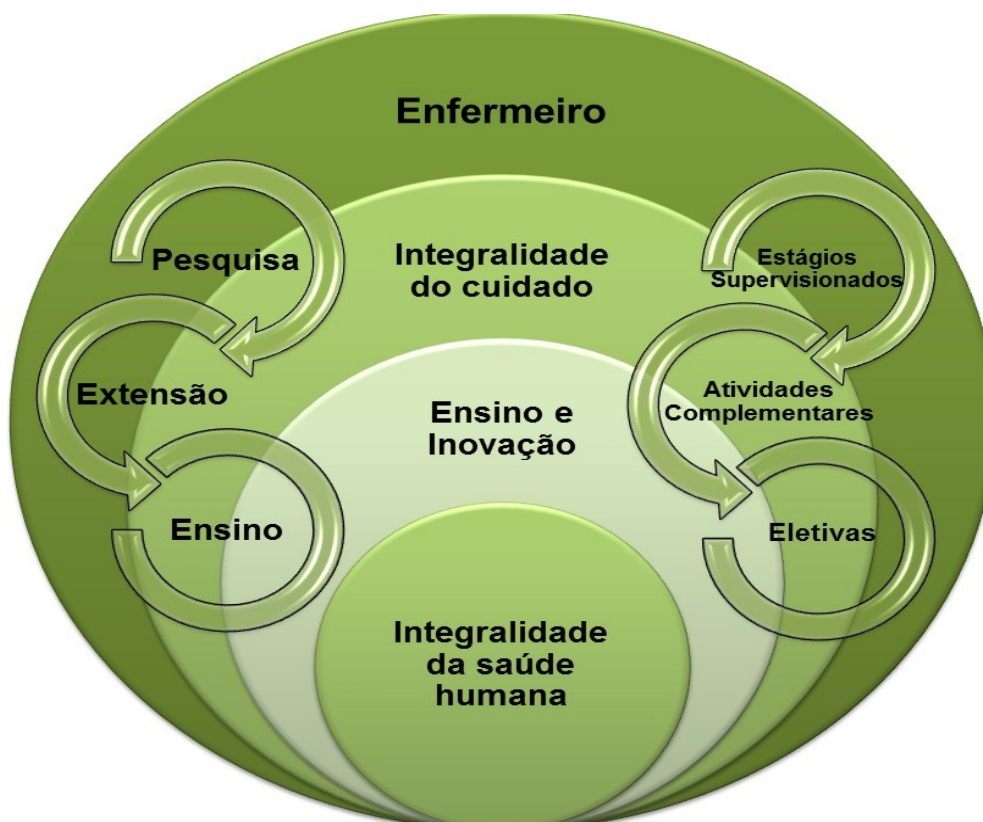 Enfermeiro
Pesquisa
Extensão
Ensino
Integralidade
do cuidado
Ensino e
Inovação
Integralidade
da saúde
humana
Estágios
Supervisionados
Atividades
Complementares
Eletivas